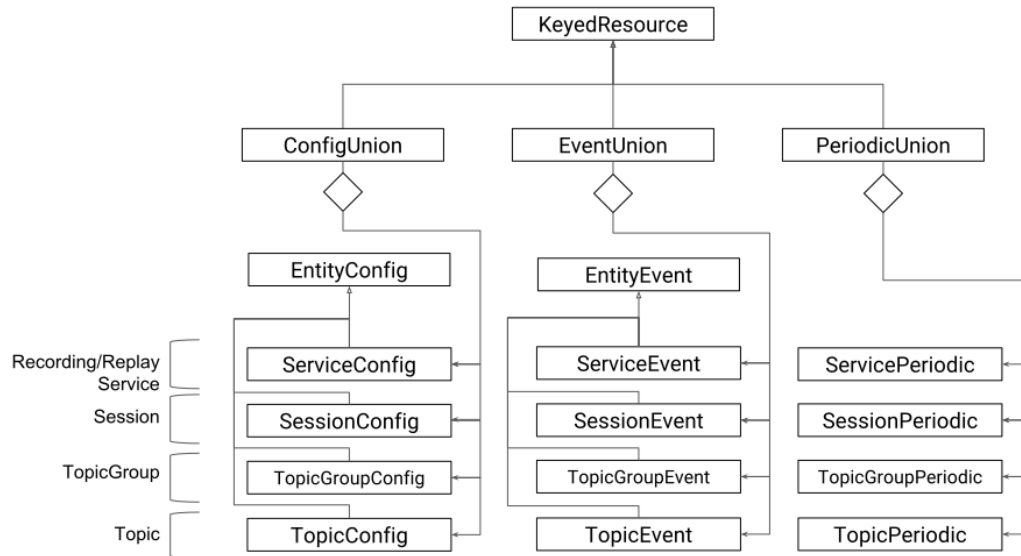 KeyedResource
ConfigUnion
EventUnion
PeriodicUnion
EntityConfig
EntityEvent
Recording/Replay
Service
ServiceConfig
ServiceEvent
ServicePeriodic
Session
SessionConfig
SessionEvent
SessionPeriodic
TopicGroup
TopicGroupConfig
TopicGroupEvent
TopicGroupPeriodic
Topic
TopicConfig
TopicEvent
TopicPeriodic